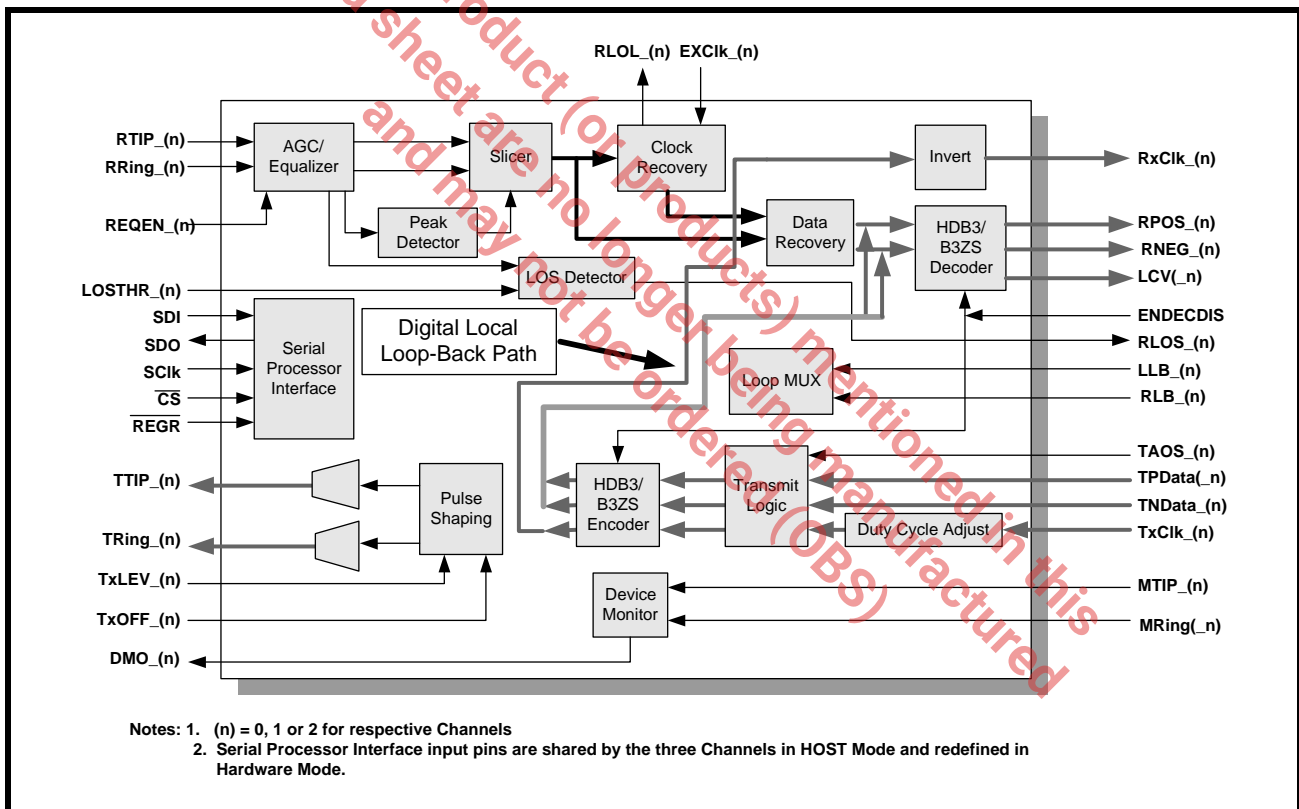 RLOL_(n) EXClk_(n)
RTIP_(n)
RRing_(n)
REQEN_(n)
LOSTHR_(n)
SDI
SDO
SClk
CS
REGR
TTIP_(n)
TRing_(n)
TxLEV_(n)
TxOFF_(n)
DMO_(n)
AGC/
Equalizer
Peak
Detector
Slicer
LOS Detector
Clock
Recovery
Data
Recovery
Invert
HDB3/
B3ZS
Decoder
Serial
Processor
Interface
Digital Local
Loop-Back Path
Loop MUX
HDB3/
B3ZS
Encoder
Transmit
Logic
Duty Cycle Adjust
Pulse
Shaping
Device
Monitor
RxClk_(n)
RPOS_(n)
RNEG_(n)
LCV(_n)
ENDECDIS
RLOS_(n)
LLB_(n)
RLB_(n)
TAOS_(n)
TPData(_n)
TNData_(n)
TxClk_(n)
MTIP_(n)
MRing(_n)
roduct (or products) mentioned in this
sheet are no longer being manufactured
and may not be ordered (OBS)
Notes: 1. (n) = 0, 1 or 2 for respective Channels
2. Serial Processor Interface input pins are shared by the three Channels in HOST Mode and redefined in
Hardware Mode.